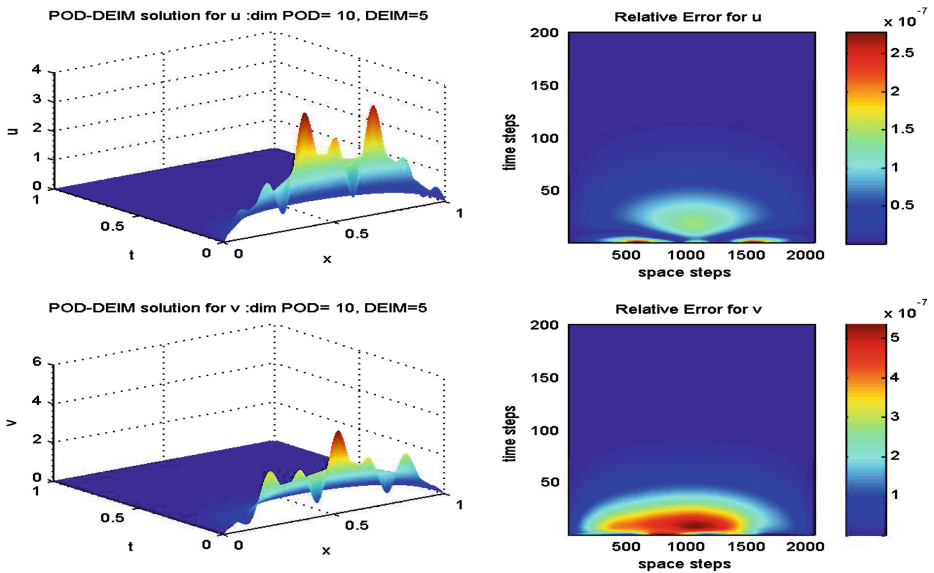 POD-DEIM solution for u :dim POD= 10, DEIM=5
4
3
2
1
0
u
1
0.5
0
t
0
0.5
1
x
Relative Error for u
200
150
100
50
time steps
500 1000 1500 2000
space steps
x 10^-7
2.5
2
1.5
1
0.5
POD-DEIM solution for v :dim POD= 10, DEIM=5
6
4
2
0
v
1
0.5
0
t
0
0.5
1
x
Relative Error for v
200
150
100
50
time steps
500 1000 1500 2000
space steps
x 10^-7
5
4
3
2
1